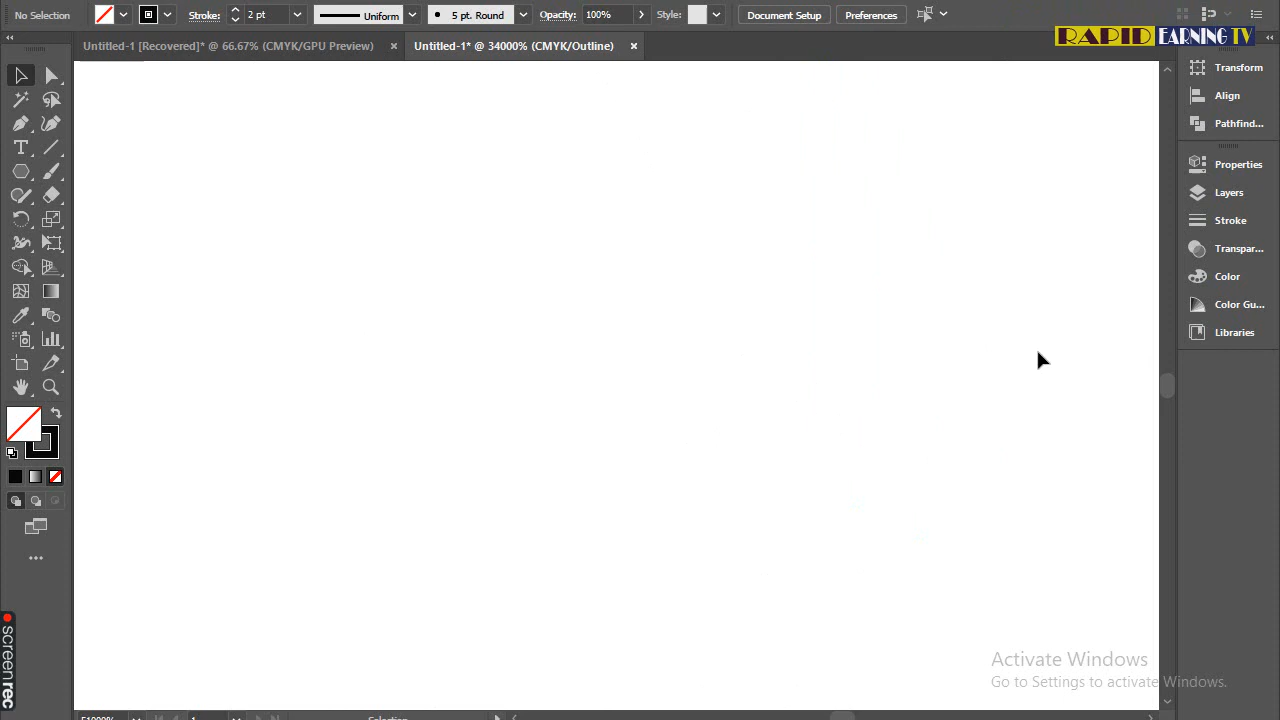 No Selection Stroke: 2 pt Uniform 5 pt. Round Opacity: 100% Style: Document Setup Preferences
RAPID EARNING TV
Untitled-1 [Recovered]* @ 66.67% (CMYK/GPU Preview) Untitled-1* @ 34000% (CMYK/Outline)
Transform
Align
Pathfind...
Properties
Layers
Stroke
Transpar...
Color
Color Gu...
Libraries
screenrec
Activate Windows
Go to Settings to activate Windows.
1 Selection